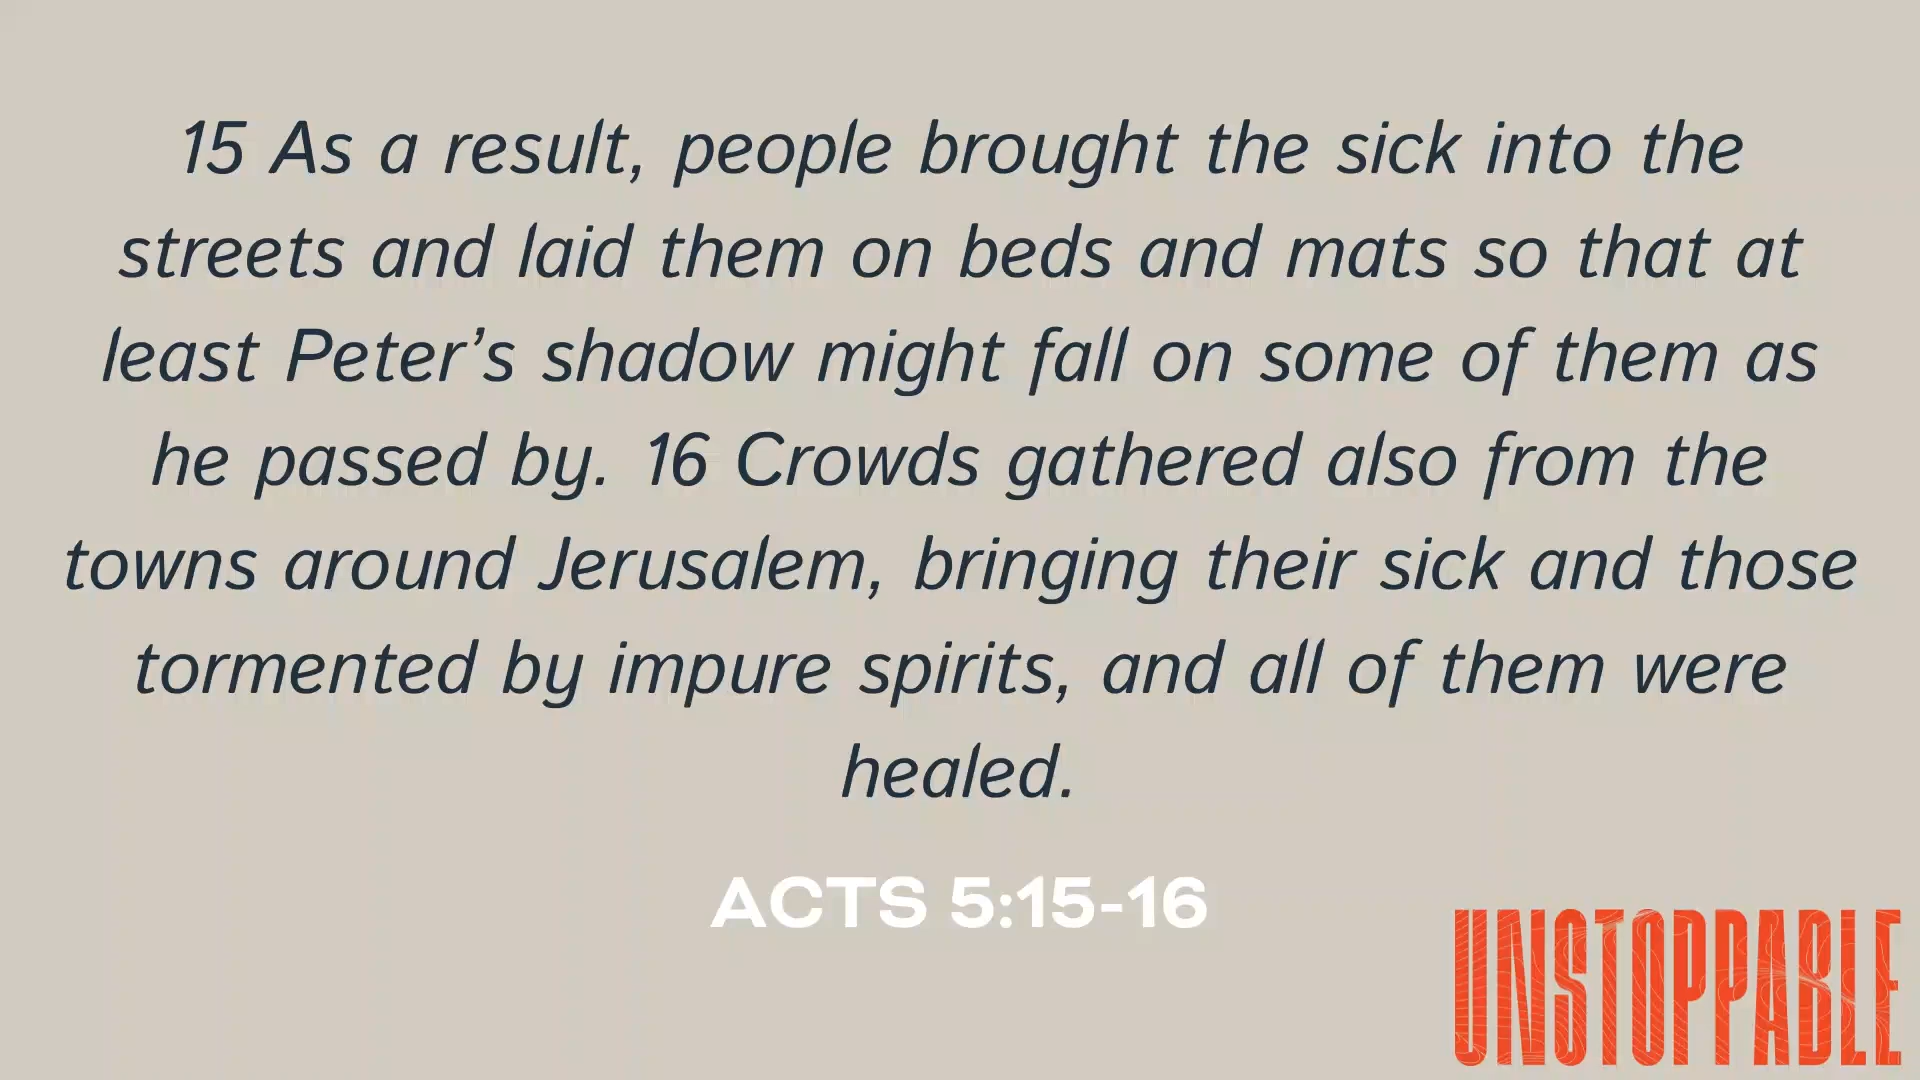 15 As a result, people brought the sick into the
streets and laid them on beds and mats so that at
least Peter’s shadow might fall on some of them as
he passed by. 16 Crowds gathered also from the
towns around Jerusalem, bringing their sick and those
tormented by impure spirits, and all of them were
healed.
ACTS 5:15-16
UNSTOPPABLE